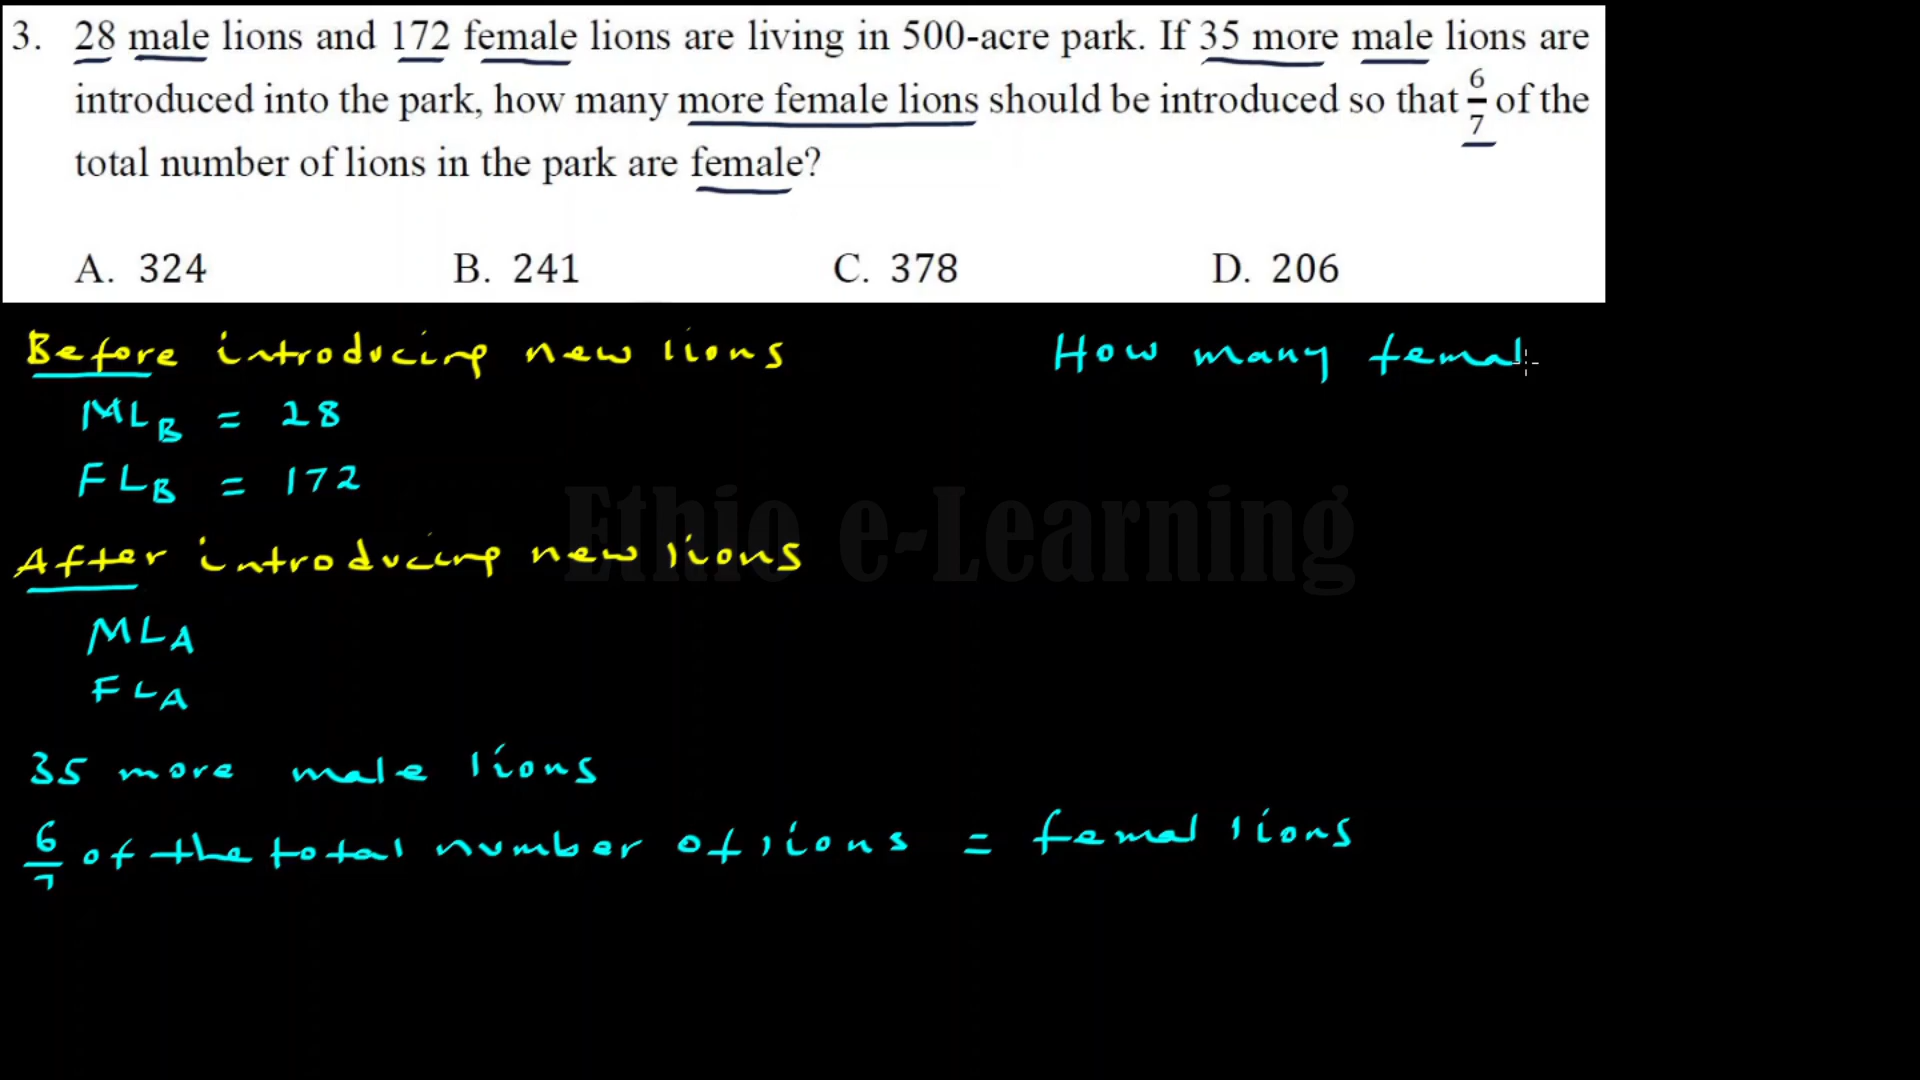 3. 28 male lions and 172 female lions are living in 500-acre park. If 35 more male lions are
introduced into the park, how many more female lions should be introduced so that 6/7 of the
total number of lions in the park are female?
A. 324 B. 241 C. 378 D. 206
Before introducing new lions
ML_B = 28
FL_B = 172
After introducing new lions
ML_A
FL_A
35 more male lions
6/7 of the total number of lions = femal lions
How many femal
Ethio e-Learning